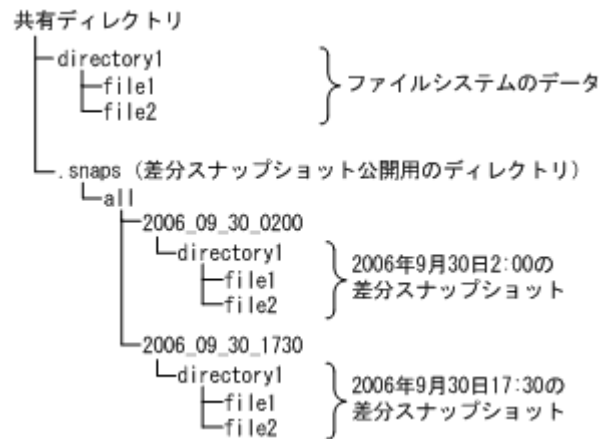 共有ディレクトリ
directory1
file1
ファイルシステムのデータ
file2
.snaps（差分スナップショット公開用のディレクトリ）
all
2006_09_30_0200
directory1
file1
file2
2006年9月30日2:00の
差分スナップショット
2006_09_30_1730
directory1
file1
file2
2006年9月30日17:30の
差分スナップショット